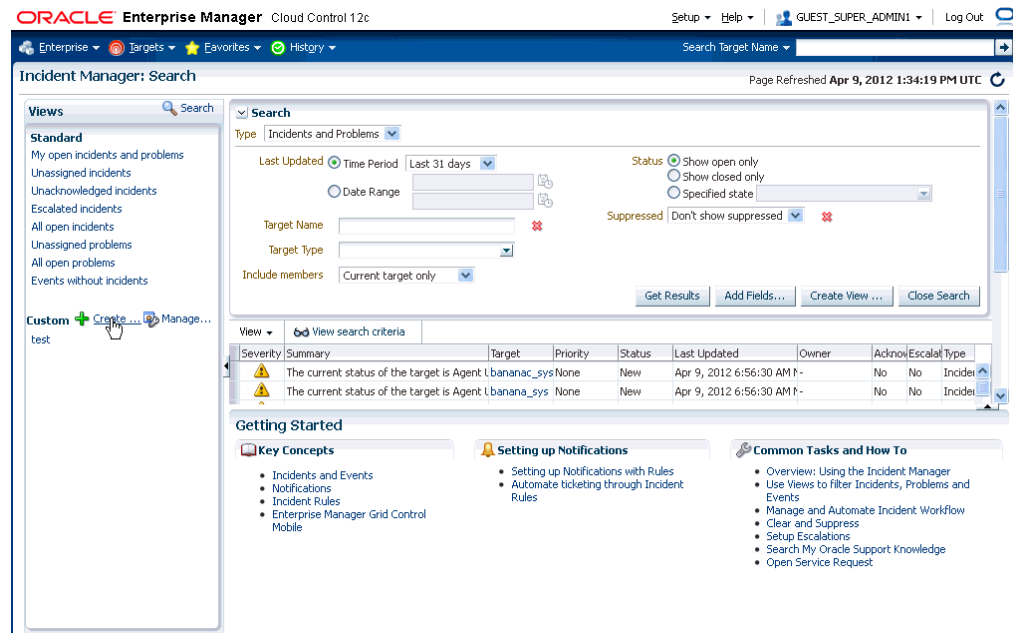 ORACLE Enterprise Manager Cloud Control 12c
Setup Help GUEST_SUPER_ADMIN1 Log Out
Enterprise Targets Favorites History Search Target Name
Incident Manager: Search
Page Refreshed Apr 9, 2012 1:34:19 PM UTC
Views Search
Standard
My open incidents and problems
Unassigned incidents
Unacknowledged incidents
Escalated incidents
All open incidents
Unassigned problems
All open problems
Events without incidents
Custom Create ... Manage...
test
Search
Type Incidents and Problems
Last Updated Time Period Last 31 days
Date Range
Target Name
Target Type
Include members Current target only
Status Show open only
Show closed only
Specified state
Suppressed Don't show suppressed
Get Results Add Fields... Create View ... Close Search
View View search criteria
Severity Summary Target Priority Status Last Updated Owner Acknow Escalat Type
The current status of the target is Agent U bananac_sys None New Apr 9, 2012 6:56:30 AM - No No Incider
The current status of the target is Agent U banana_sys None New Apr 9, 2012 6:56:30 AM - No No Incider
Getting Started
Key Concepts
Incidents and Events
Notifications
Incident Rules
Enterprise Manager Grid Control
Mobile
Setting up Notifications
Setting up Notifications with Rules
Automate ticketing through Incident
Rules
Common Tasks and How To
Overview: Using the Incident Manager
Use Views to filter Incidents, Problems and
Events
Manage and Automate Incident Workflow
Clear and Suppress
Setup Escalations
Search My Oracle Support Knowledge
Open Service Request